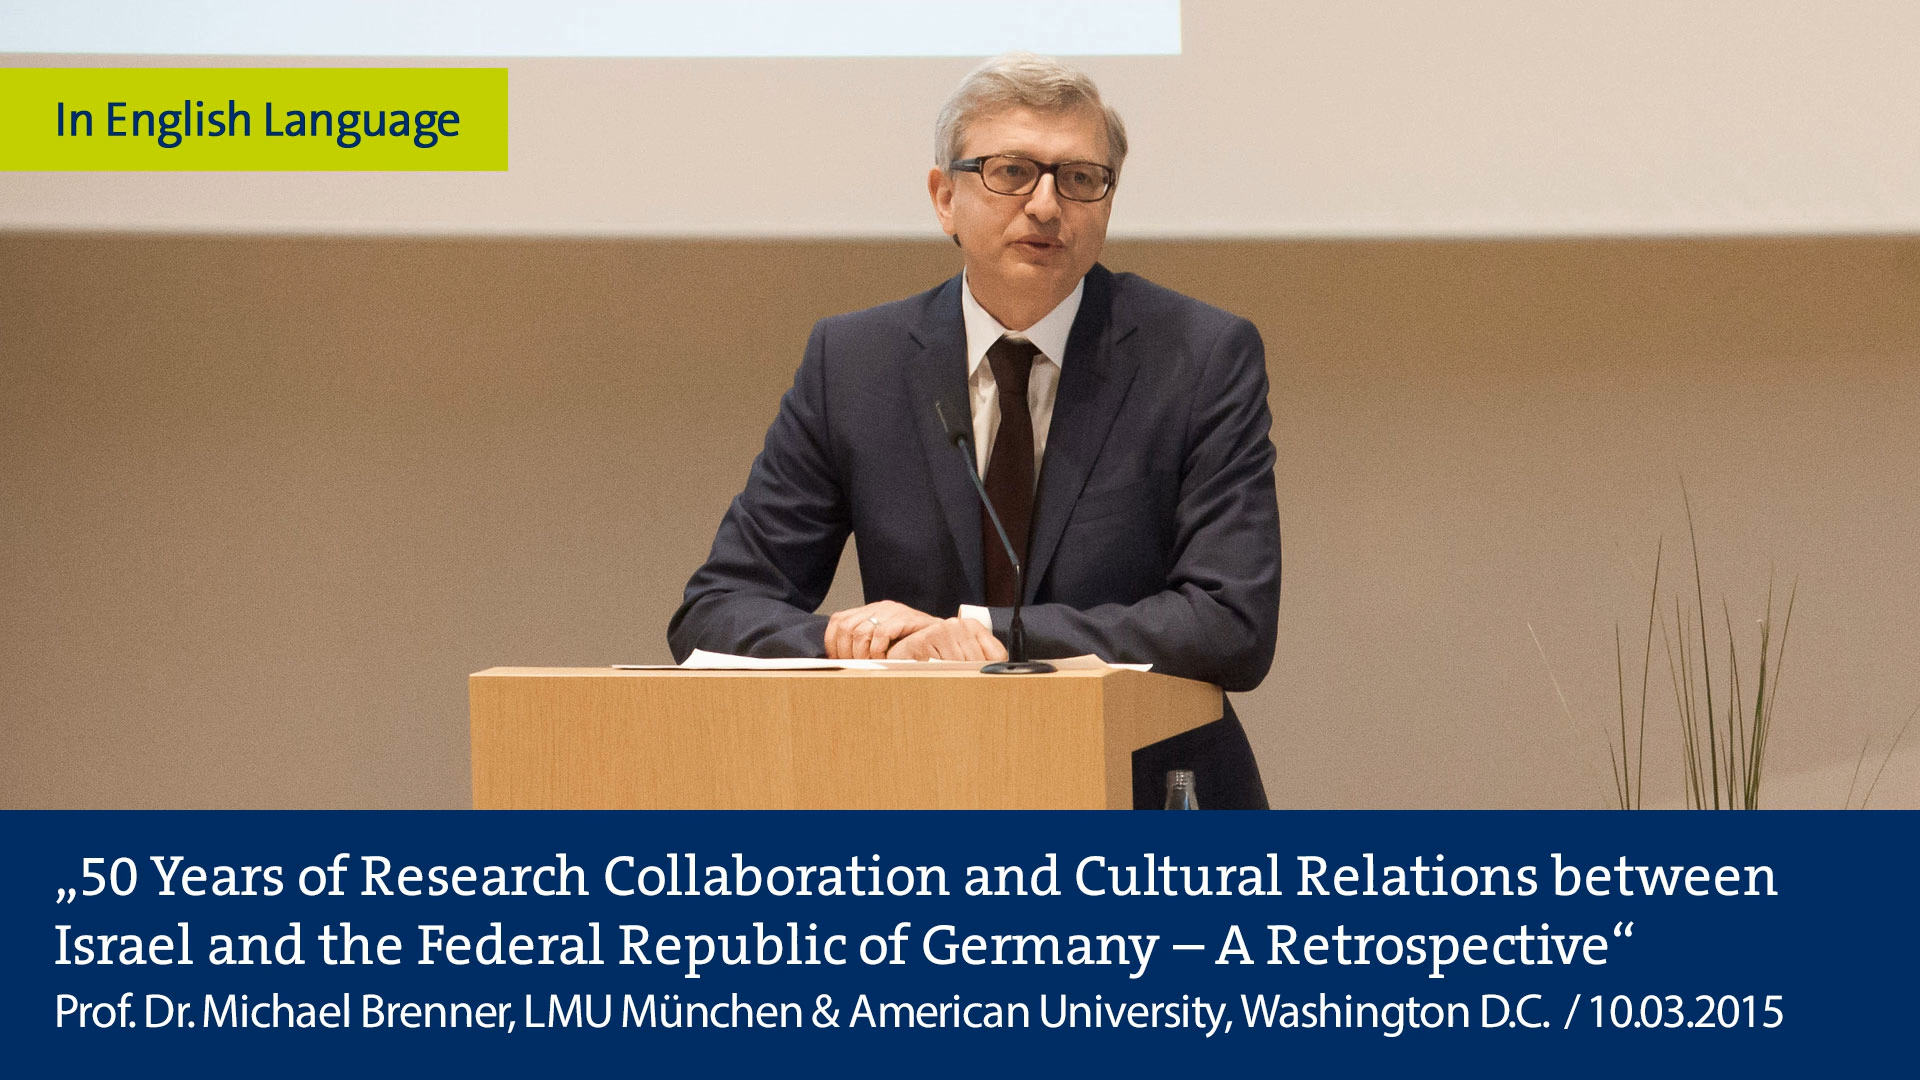 In English Language
„50 Years of Research Collaboration and Cultural Relations between
Israel and the Federal Republic of Germany – A Retrospective“
Prof. Dr. Michael Brenner, LMU München & American University, Washington D.C. / 10.03.2015